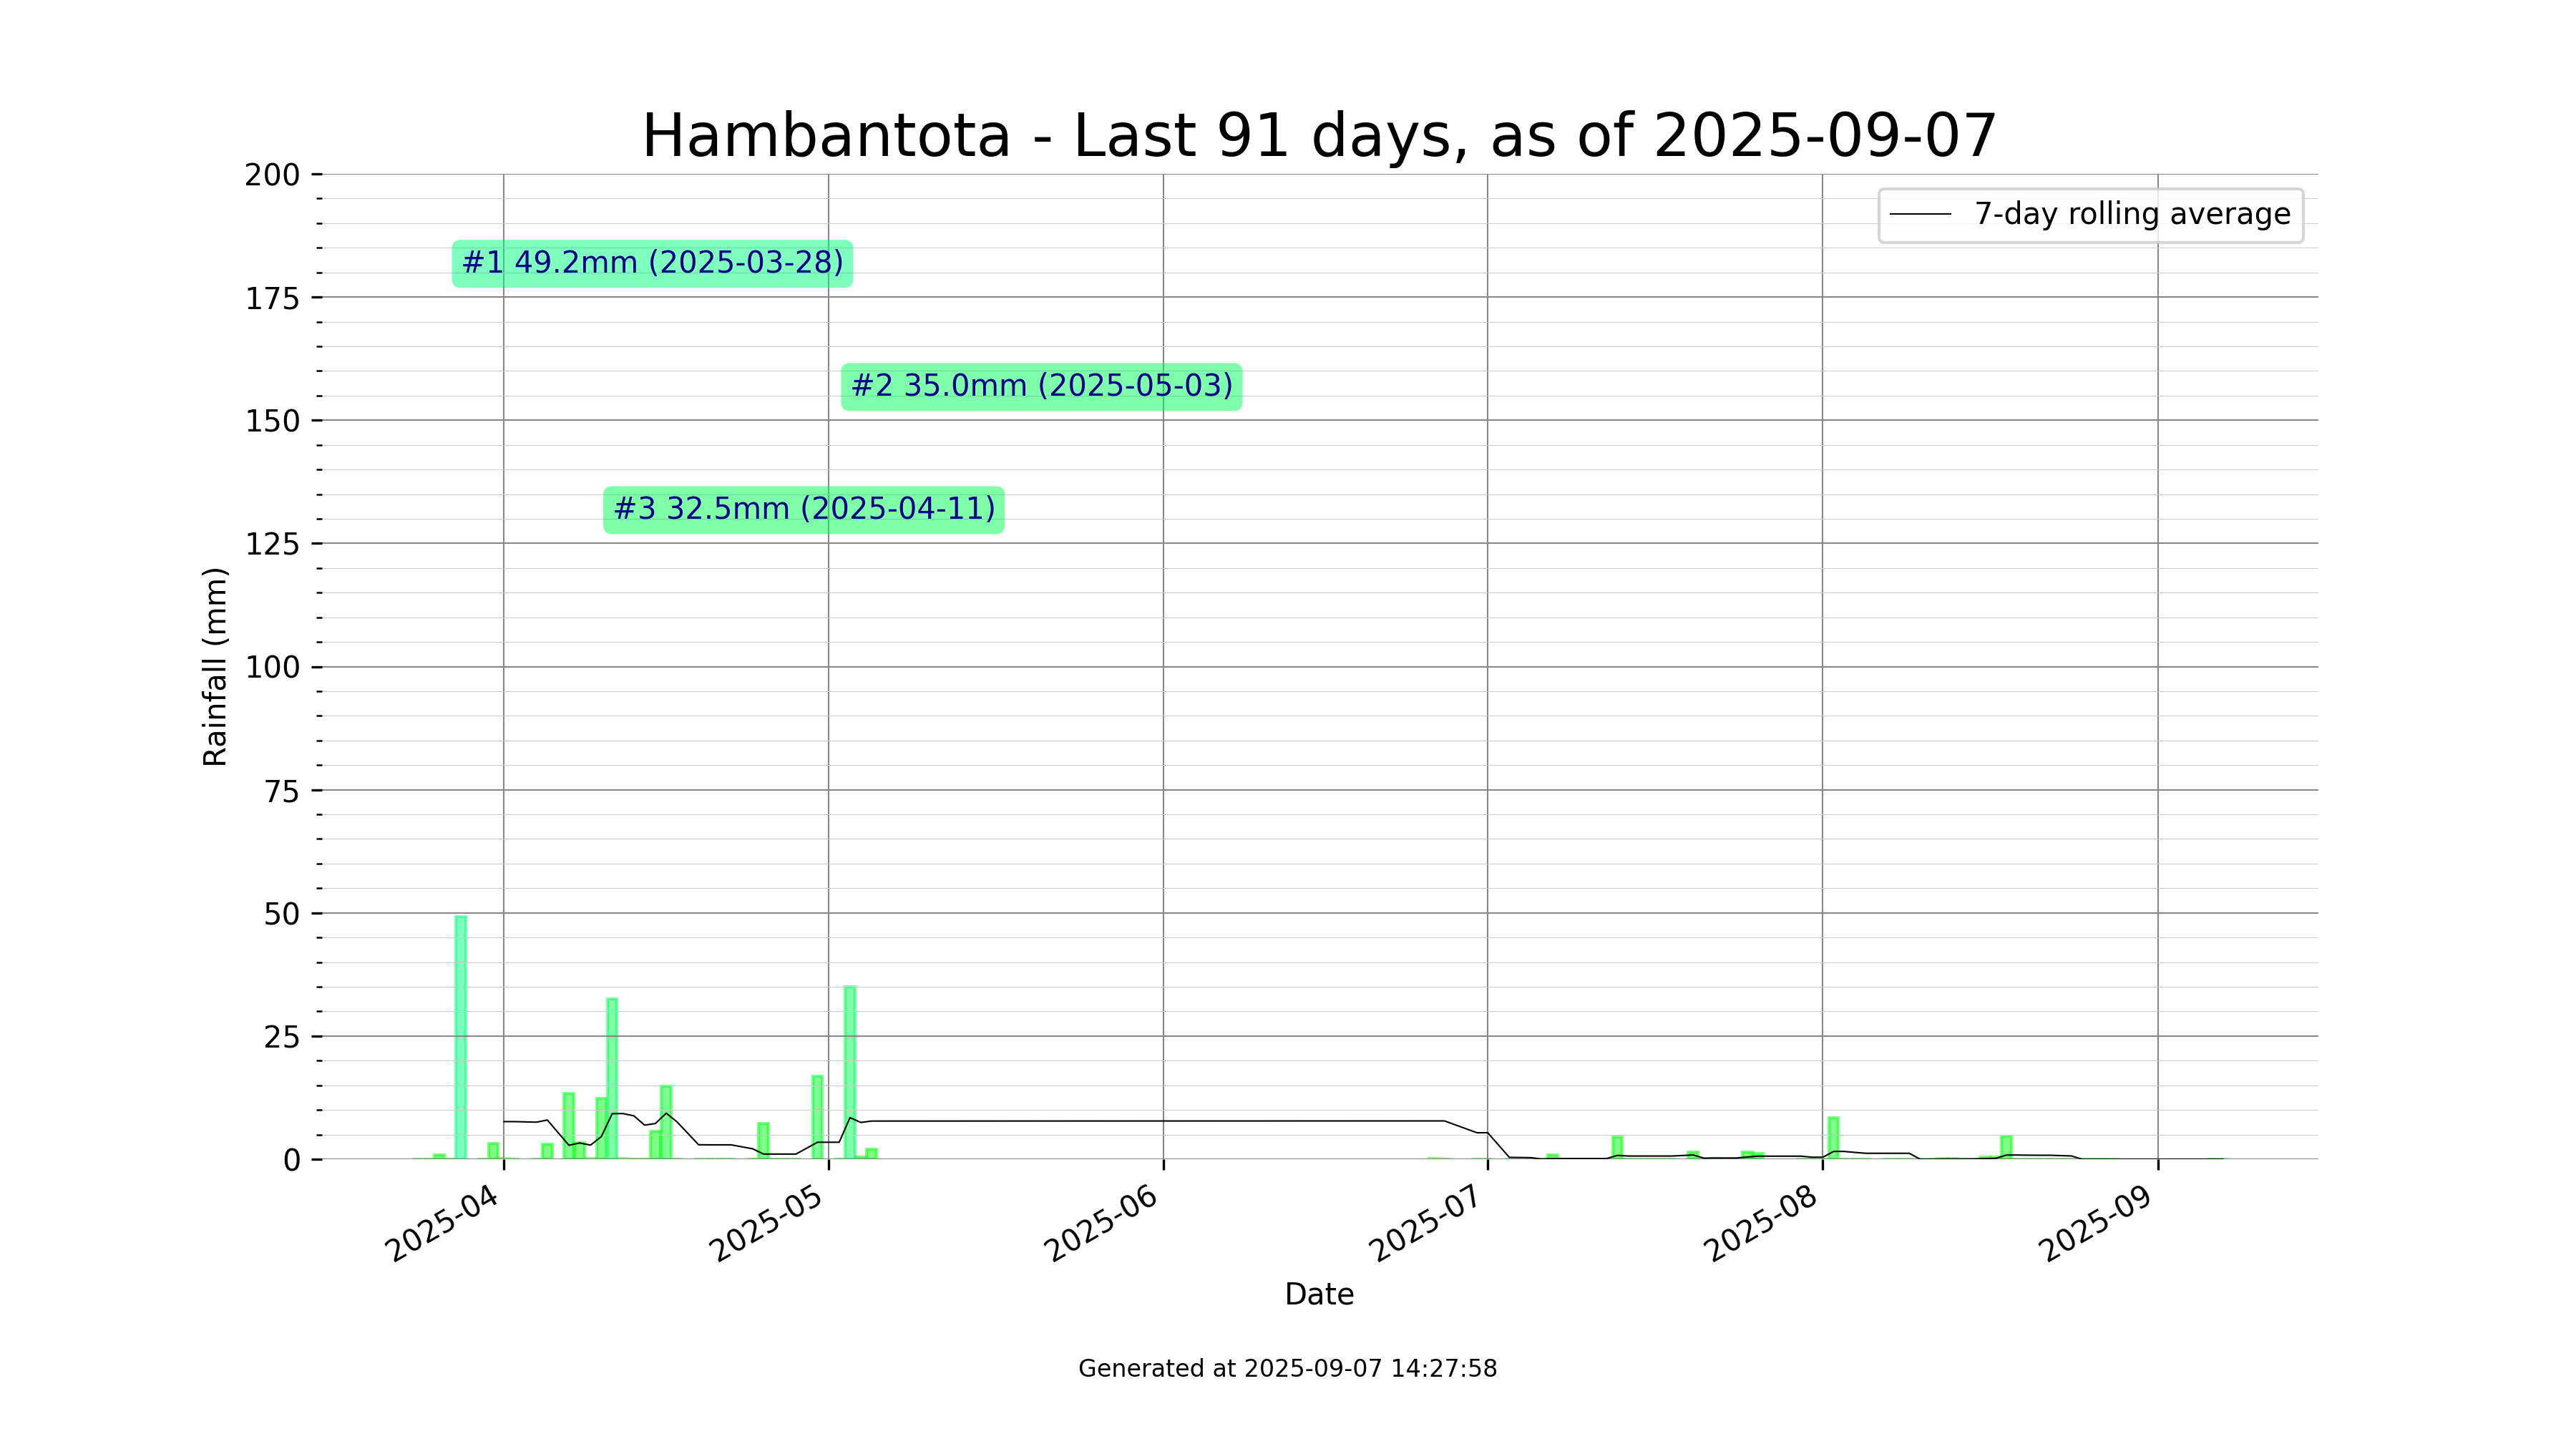 Hambantota - Last 91 days, as of 2025-09-07
200
7-day rolling average
#1 49.2mm (2025-03-28)
175
#2 35.0mm (2025-05-03)
150
#3 32.5mm (2025-04-11)
125
100
75
50
25
0
Rainfall (mm)
2025-04
2025-05
2025-06
2025-07
2025-08
2025-09
Date
Generated at 2025-09-07 14:27:58